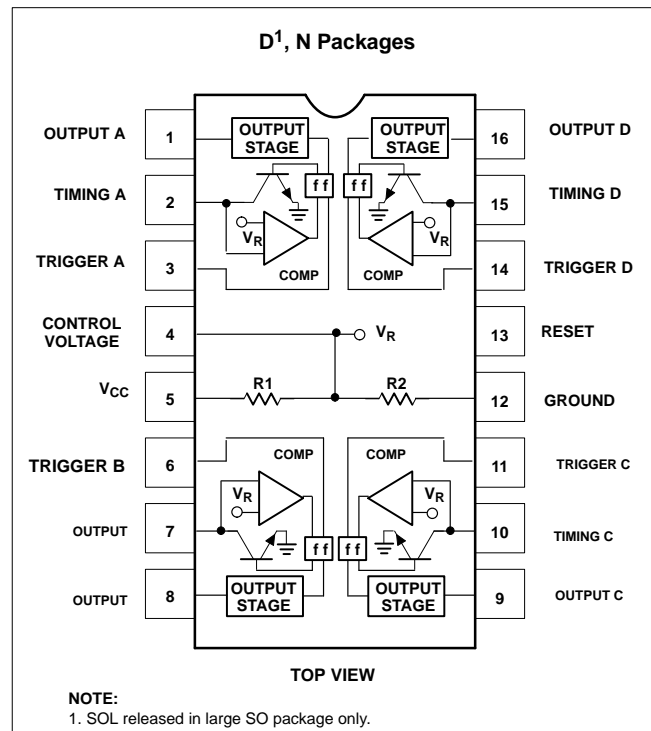 D1, N Packages
OUTPUT A 1 OUTPUT STAGE OUTPUT STAGE 16 OUTPUT D
TIMING A 2 f f f f 15 TIMING D
VR VR
TRIGGER A 3 COMP COMP 14 TRIGGER D
CONTROL VOLTAGE 4 VR 13 RESET
VCC 5 R1 R2 12 GROUND
TRIGGER B 6 COMP COMP 11 TRIGGER C
VR VR
OUTPUT 7 10 TIMING C
f f f f
OUTPUT 8 OUTPUT STAGE OUTPUT STAGE 9 OUTPUT C
TOP VIEW
NOTE:
1. SOL released in large SO package only.